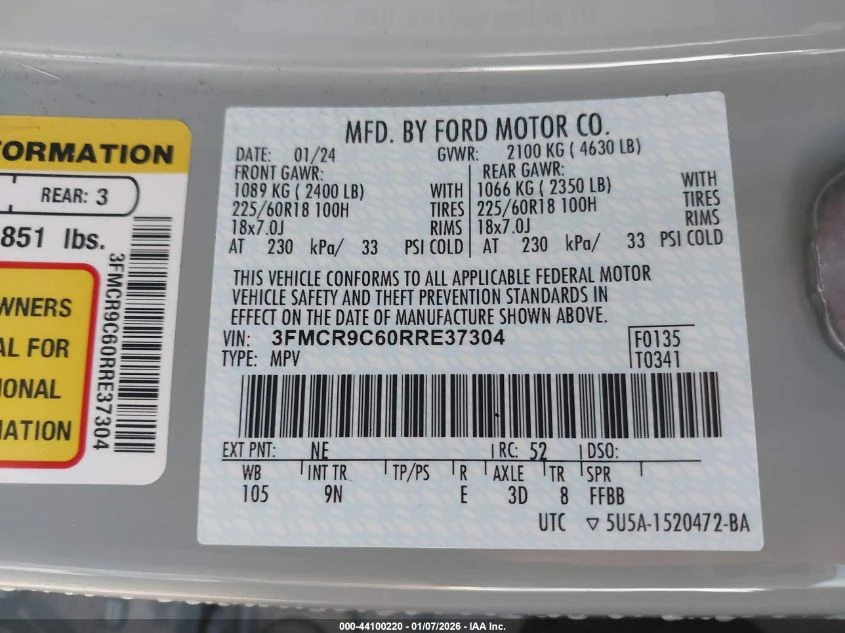 ORMATION
REAR: 3
851 lbs.
3FMCR9C60RRE37304
WNERS
AL FOR
IONAL
MATION
MFD. BY FORD MOTOR CO.
DATE: 01/24 GVWR: 2100 KG ( 4630 LB)
FRONT GAWR: REAR GAWR:
1089 KG ( 2400 LB) WITH 1066 KG ( 2350 LB) WITH
225/60R18 100H TIRES 225/60R18 100H TIRES
18x7.0J RIMS 18x7.0J RIMS
AT 230 kPa/ 33 PSI COLD AT 230 kPa/ 33 PSI COLD
THIS VEHICLE CONFORMS TO ALL APPLICABLE FEDERAL MOTOR
VEHICLE SAFETY AND THEFT PREVENTION STANDARDS IN
EFFECT ON THE DATE OF MANUFACTURE SHOWN ABOVE.
VIN: 3FMCR9C60RRE37304 F0135
TYPE: MPV T0341
EXT PNT: NE RC: 52 DSO:
WB INT TR TP/PS R AXLE TR SPR
105 9N E 3D 8 FFBB
UTC ▽ 5U5A-1520472-BA
000-44100220 - 01/07/2026 - IAA Inc.